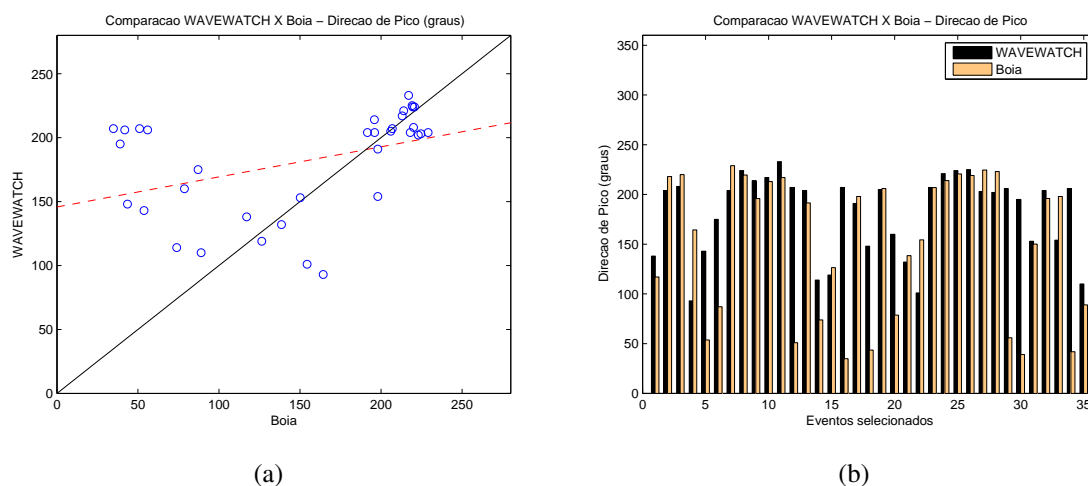 Comparacao WAVEWATCH X Boia − Direcao de Pico (graus)
250
200
150
100
50
0
WAVEWATCH
0 50 100 150 200 250
Boia
(a)
Comparacao WAVEWATCH X Boia − Direcao de Pico
WAVEWATCH
Boia
350
300
250
200
150
100
50
0
Direcao de Pico (graus)
0 5 10 15 20 25 30 35
Eventos selecionados
(b)